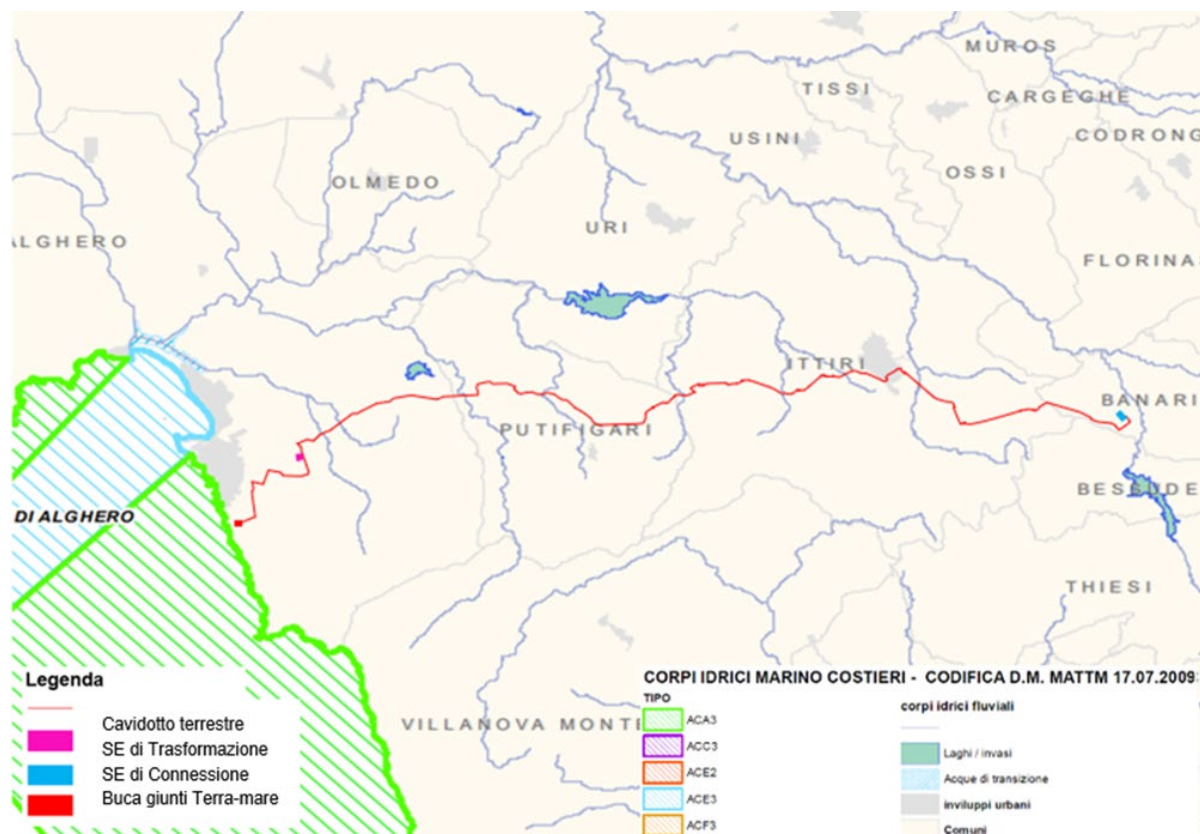 MUROS
TISSI
CARGEGHE
USINI
CODRONG
OSSI
OLMEDO
URI
ALGHERO
FLORINAS
ITTIRI
BANARI
PUTIFIGARI
BESSUDE
DI ALGHERO
THIESI
VILLANOVA MONTE
Legenda
Cavidotto terrestre
SE di Trasformazione
SE di Connessione
Buca giunti Terra-mare
CORPI IDRICI MARINO COSTIERI - CODIFICA D.M. MATTM 17.07.2009
TIPO
ACA3
ACC3
ACE2
ACE3
ACF3
corpi idrici fluviali
Laghi / invasi
Acque di transizione
inviluppi urbani
Comuni